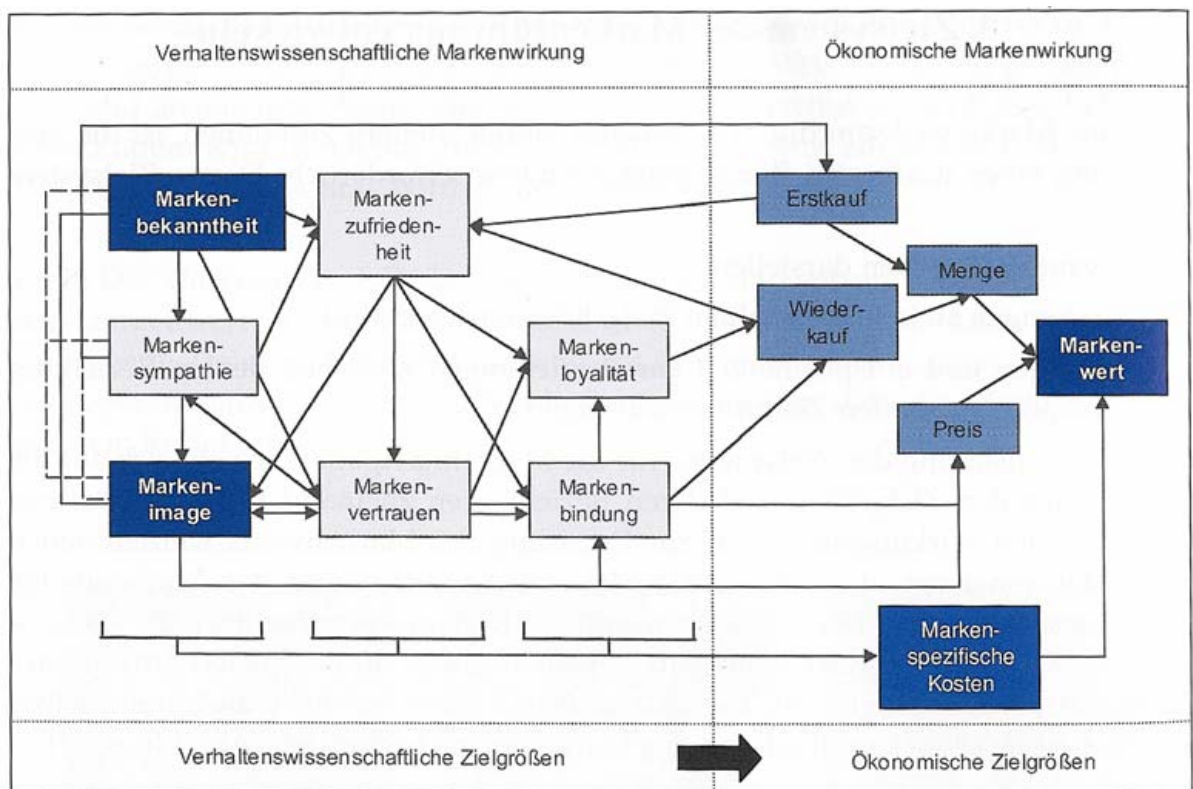 Verhaltenswissenschaftliche Markenwirkung
Ökonomische Markenwirkung
Marken-
bekanntheit
Marken-
zufrieden-
heit
Erstkauf
Menge
Wieder-
kauf
Marken-
sympathie
Marken-
loyalität
Marken-
wert
Preis
Marken-
image
Marken-
vertrauen
Marken-
bindung
Marken-
spezifische
Kosten
Verhaltenswissenschaftliche Zielgrößen
Ökonomische Zielgrößen